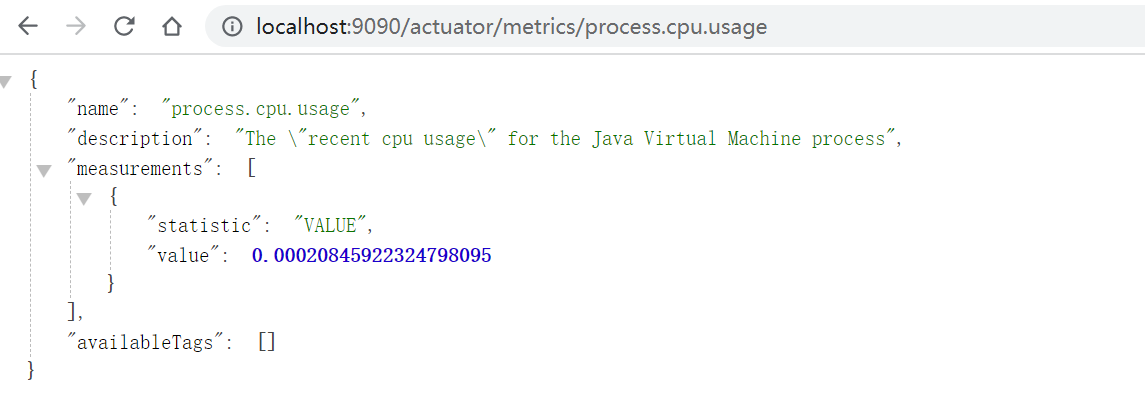 localhost:9090/actuator/metrics/process.cpu.usage
{
"name": "process.cpu.usage",
"description": "The \"recent cpu usage\" for the Java Virtual Machine process",
"measurements": [
{
"statistic": "VALUE",
"value": 0.00020845922324798095
}
],
"availableTags": []
}